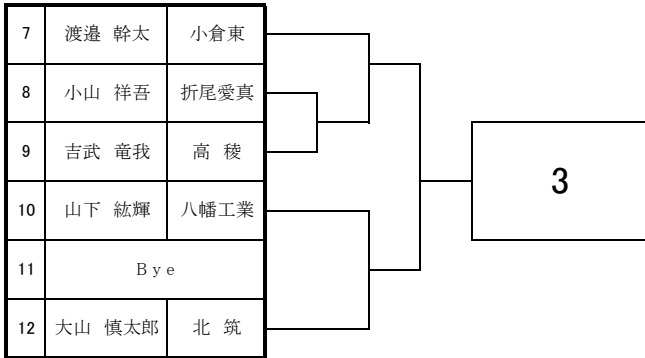 7 渡邉 幹太 小倉東
8 小山 祥吾 折尾愛真
9 吉武 竜我 高 稜
10 山下 紘輝 八幡工業
11 Bye
12 大山 慎太郎 北 筑
3